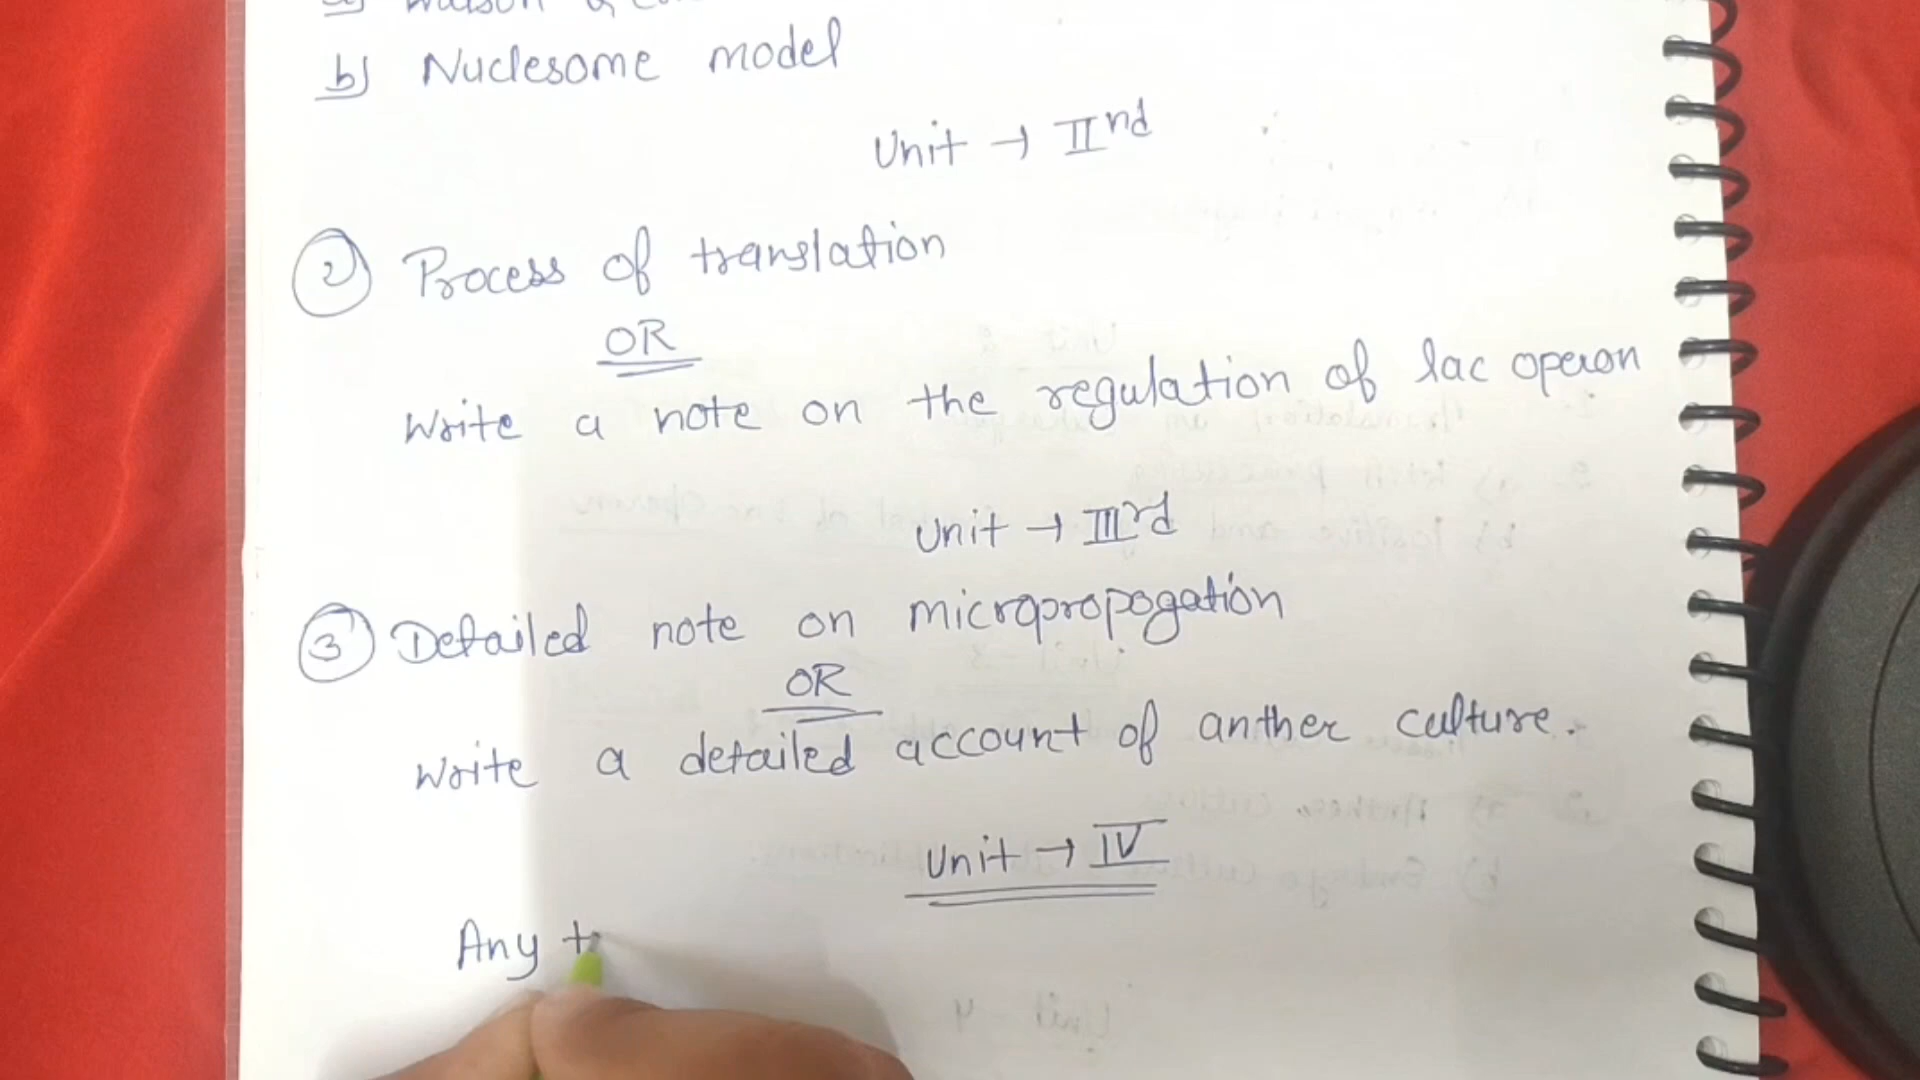 a) Watson &
b) Nuclesome model
Unit → IInd
2 Process of translation
OR
Write a note on the regulation of lac operon
Unit → IIIrd
3 Detailed note on micropropogation
OR
Write a detailed account of anther culture.
Unit → IV
Any t